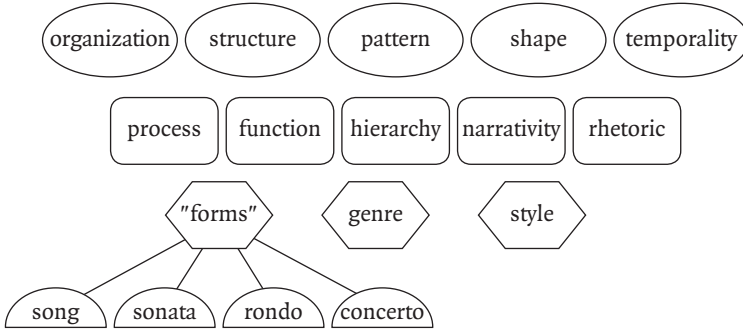 organization structure pattern shape temporality
process function hierarchy narrativity rhetoric
"forms" genre style
song sonata rondo concerto